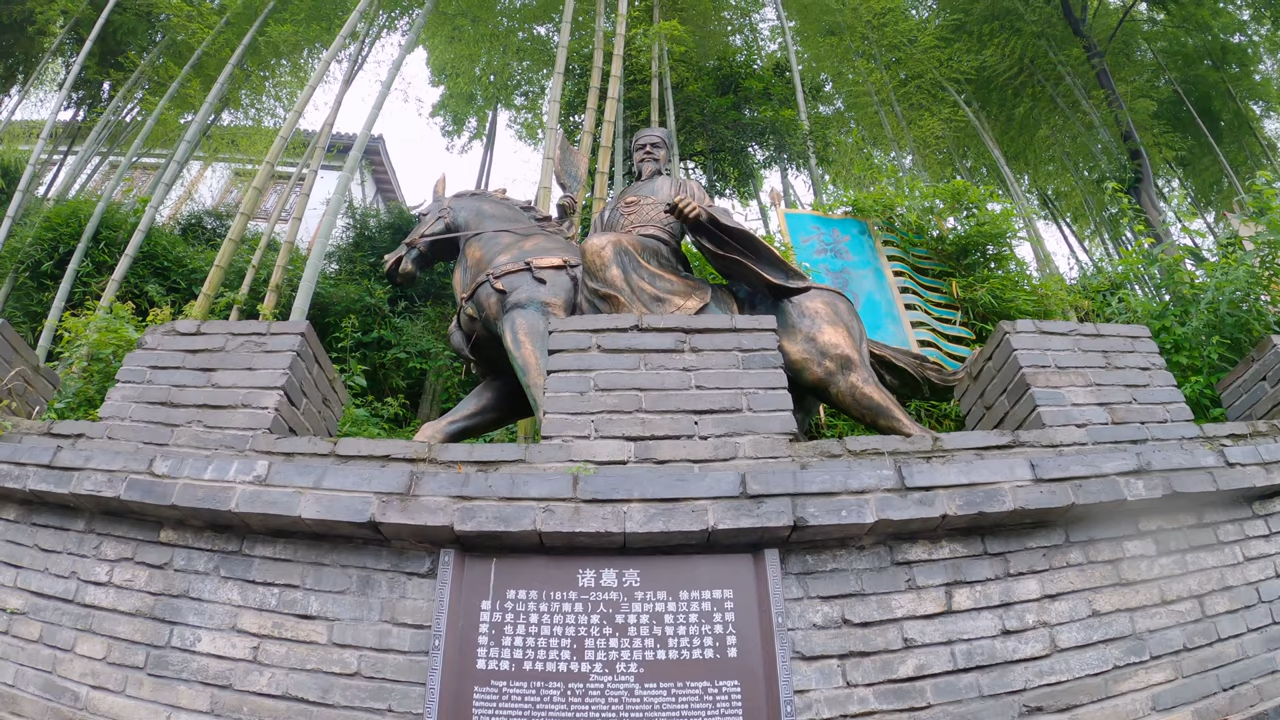 诸葛亮
诸葛亮（181年—234年），字孔明，徐州琅琊阳
都（今山东省沂南县）人，三国时期蜀汉丞相，中
国历史上著名的政治家、军事家、散文家、发明
家，也是中国传统文化中，忠臣与智者的代表人
物。诸葛亮在世时，担任蜀汉丞相，封武乡侯，辞
世后追谥为忠武侯，因此亦受后世尊称为武侯、诸
葛武侯；早年则有号卧龙、伏龙。
Zhuge Liang
huge Liang (181-234), style name Kongming, was born in Yangdu, Langya,
Xuzhou Prefecture (today's Yi'nan County, Shandong Province), the Prime
Minister of the state of Shu Han during the Three Kingdoms period. He was the
famous statesman, strategist, prose writer and inventor in Chinese history, also the
typical example of loyal minister and the wise. He was nicknamed Wolong and Fulong